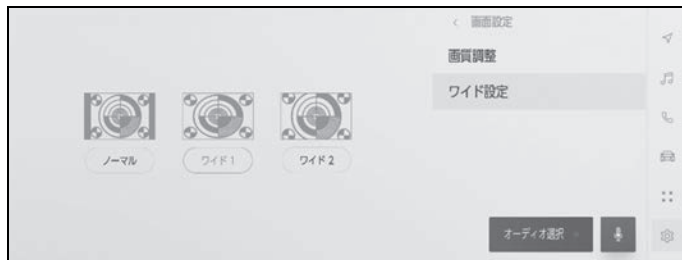 < 画面設定
画質調整
ワイド設定
ノーマル
ワイド1
ワイド2
オーディオ選択